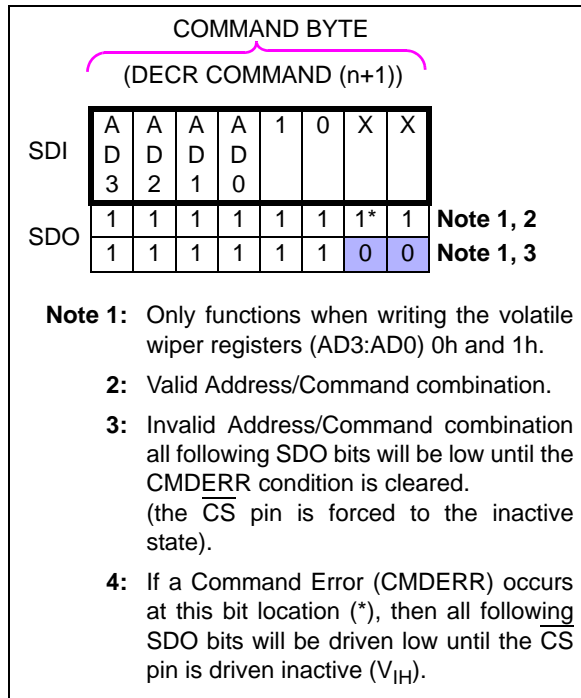 COMMAND BYTE
(DECR COMMAND (n+1))
SDI
A A A A 1 0 X X
D D D D
3 2 1 0
SDO
1 1 1 1 1 1 1* 1 Note 1, 2
1 1 1 1 1 1 0 0 Note 1, 3
Note 1: Only functions when writing the volatile
wiper registers (AD3:AD0) 0h and 1h.
2: Valid Address/Command combination.
3: Invalid Address/Command combination
all following SDO bits will be low until the
CMDERR condition is cleared.
(the C̅S̅ pin is forced to the inactive
state).
4: If a Command Error (CMDERR) occurs
at this bit location (*), then all following
SDO bits will be driven low until the C̅S̅
pin is driven inactive (VIH).